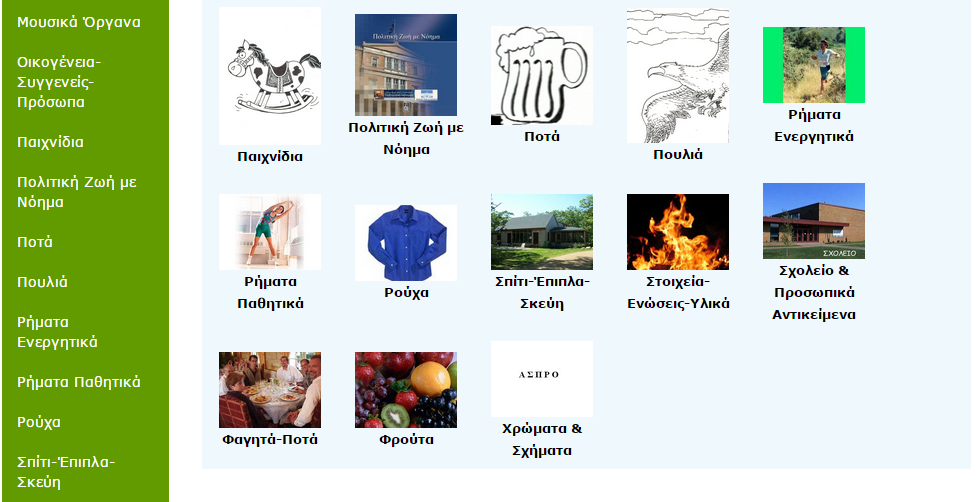 Μουσικά Όργανα
Οικογένεια-
Συγγενείς-
Πρόσωπα
Παιχνίδια
Πολιτική Ζωή με
Νόημα
Ποτά
Πουλιά
Ρήματα
Ενεργητικά
Ρήματα Παθητικά
Ρούχα
Σπίτι-Έπιπλα-
Σκεύη
Παιχνίδια
Πολιτική Ζωή με Νόημα
Πολιτική Ζωή με
Νόημα
Ποτά
Πουλιά
Ρήματα
Ενεργητικά
Ρήματα
Παθητικά
Ρούχα
Σπίτι-Έπιπλα-
Σκεύη
Στοιχεία-
Ενώσεις-Υλικά
ΣΧΟΛΕΙΟ
Σχολείο &
Προσωπικά
Αντικείμενα
Φαγητά-Ποτά
Φρούτα
ΑΣΠΡΟ
Χρώματα &
Σχήματα